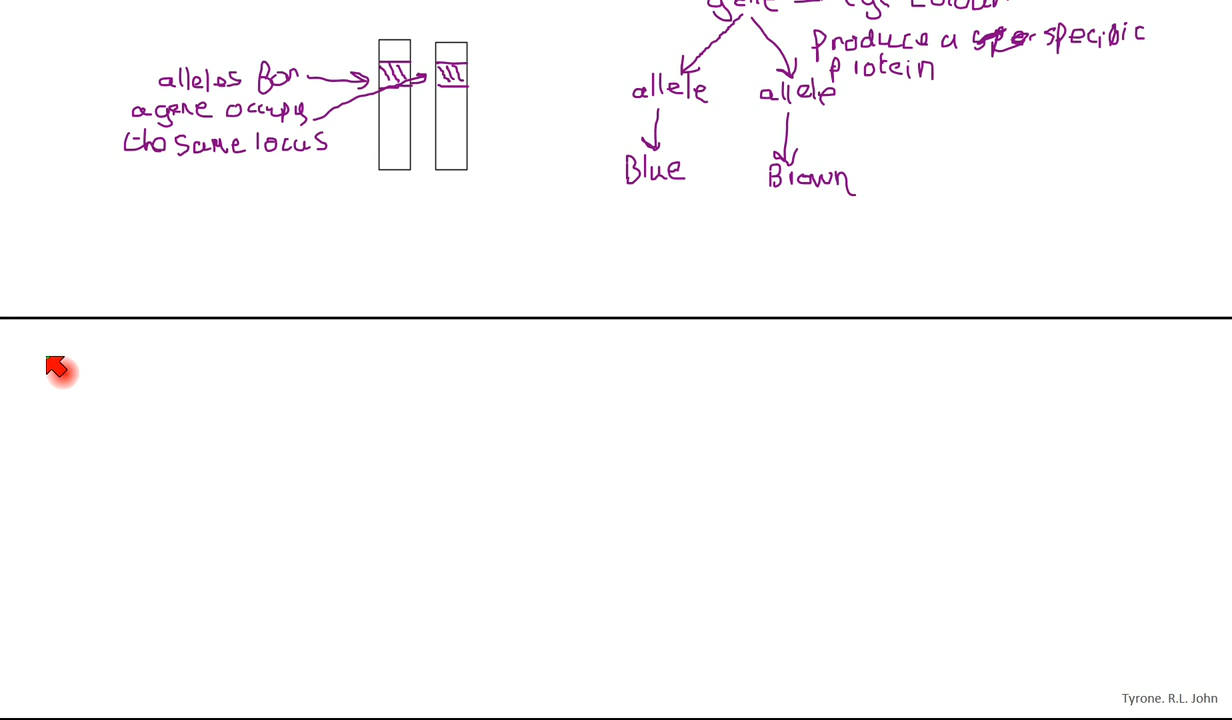 alleles for
a gene occupy
the same locus
produce a specific
protein
allele allele
Blue Brown
Tyrone. R.L. John